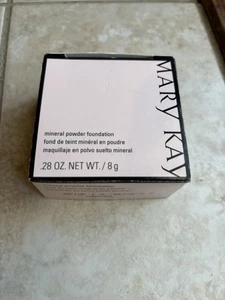 MARY KAY
mineral powder foundation
fond de teint minéral en poudre
maquillaje en polvo suelto mineral
.28 OZ. NET WT. / 8 g